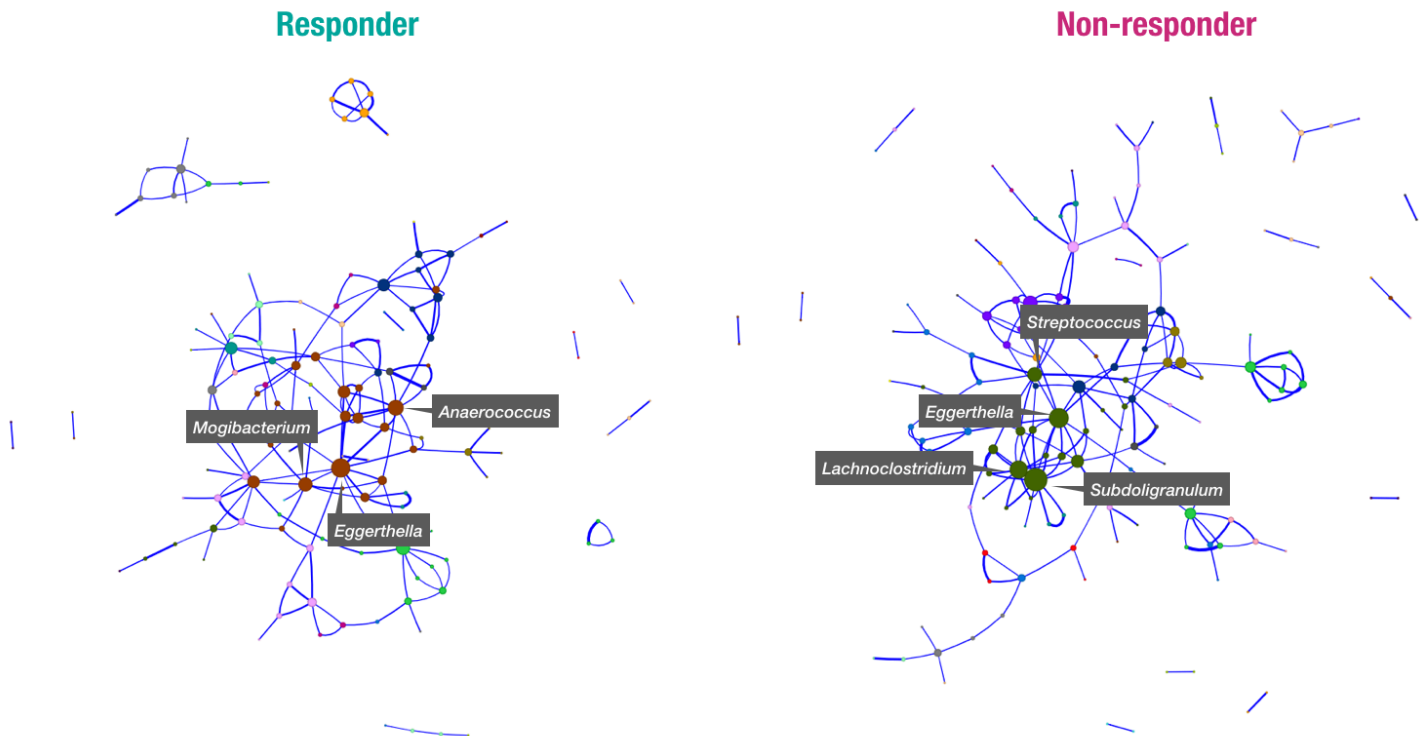 Responder
Non-responder
Streptococcus
Anaerococcus
Eggerthella
Mogibacterium
Lachnoclostridium
Subdoligranulum
Eggerthella